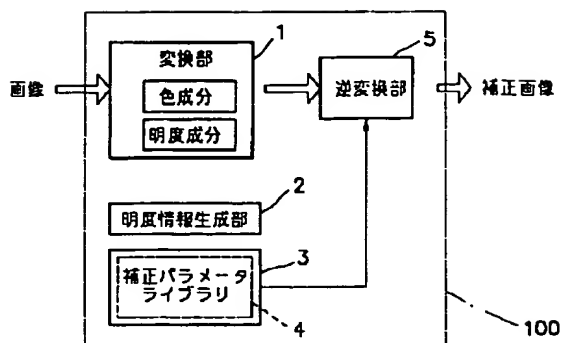 1
5
変換部
画像
色成分
明度成分
逆変換部
補正画像
2
明度情報生成部
3
補正パラメータ
ライブラリ
4
100